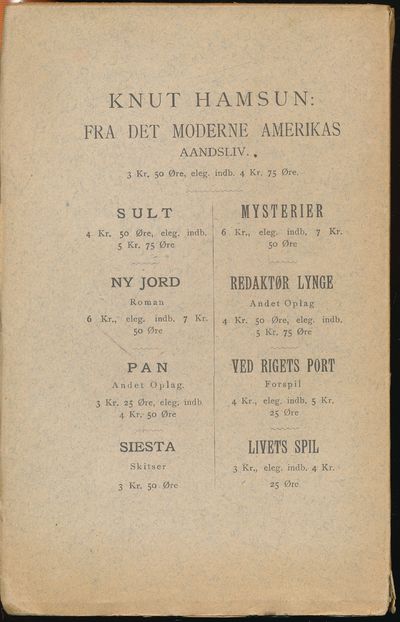 KNUT HAMSUN:
FRA DET MODERNE AMERIKAS
AANDSLIV.
3 Kr. 50 Øre, eleg. indb. 4 Kr. 75 Øre.
SULT
4 Kr. 50 Øre, eleg. indb.
5 Kr. 75 Øre
NY JORD
Roman
6 Kr., eleg. indb. 7 Kr.
50 Øre
PAN
Andet Oplag.
3 Kr. 25 Øre, eleg. indb
4 Kr. 50 Øre
SIESTA
Skitser
3 Kr. 50 Øre
MYSTERIER
6 Kr., eleg. indb. 7 Kr.
50 Øre
REDAKTØR LYNGE
Andet Oplag
4 Kr. 50 Øre, eleg. indb.
5 Kr. 75 Øre
VED RIGETS PORT
Forspil
4 Kr., eleg. indb. 5 Kr.
25 Øre
LIVETS SPIL
3 Kr., eleg. indb. 4 Kr.
25 Øre